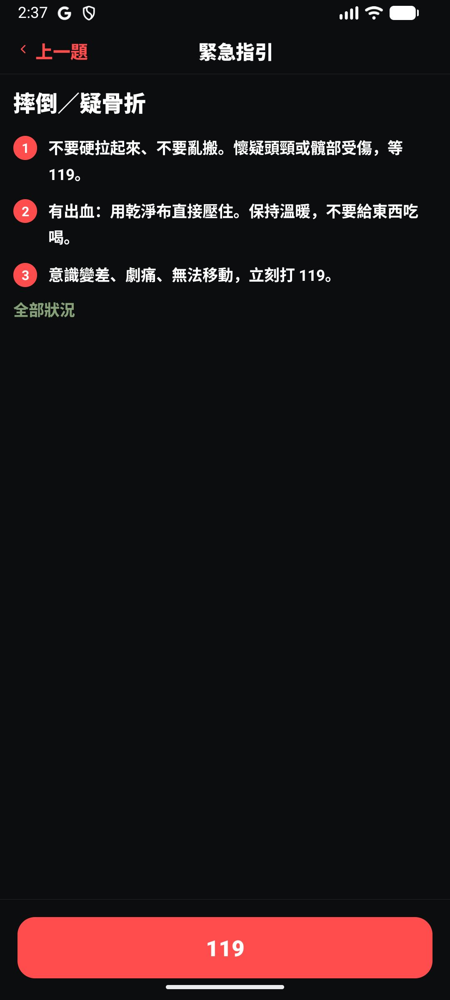 2:37
上一題
緊急指引
摔倒／疑骨折
1 不要硬拉起來、不要亂搬。懷疑頭頸或髖部受傷，等
119。
2 有出血：用乾淨布直接壓住。保持溫暖，不要給東西吃
喝。
3 意識變差、劇痛、無法移動，立刻打 119。
全部狀況
119